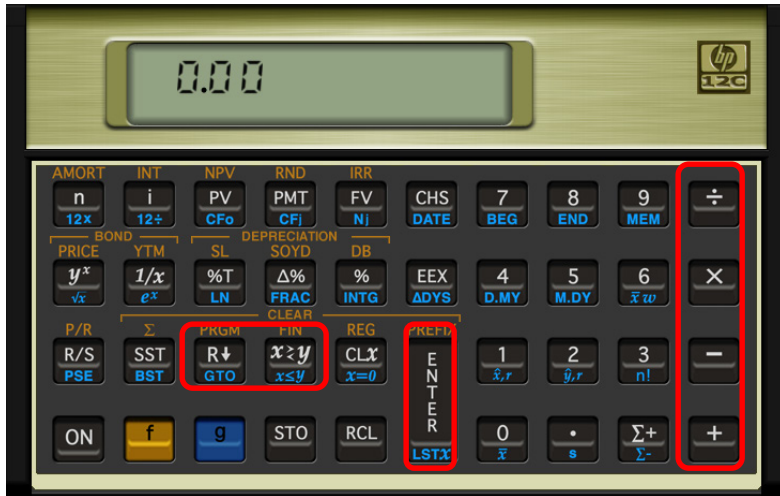 0.00
hp
12C
AMORT INT NPV RND IRR
n i PV PMT FV CHS 7 8 9 ÷
12x 12÷ CFo CFj Nj DATE BEG END MEM
BOND DEPRECIATION
PRICE YTM SL SOYD DB
yˣ 1/x %T Δ% % EEX 4 5 6 ×
√x eˣ LN FRAC INTG ΔDYS D.MY M.DY x̄w
CLEAR
P/R Σ PRGM FIN REG PREFIX
R/S SST R↓ x≷y CLx ENTER 1 2 3 −
PSE BST GTO x≤y x=0 x̂,r ŷ,r n!
ON f g STO RCL 0 . Σ+ +
LSTx x̄ s Σ-